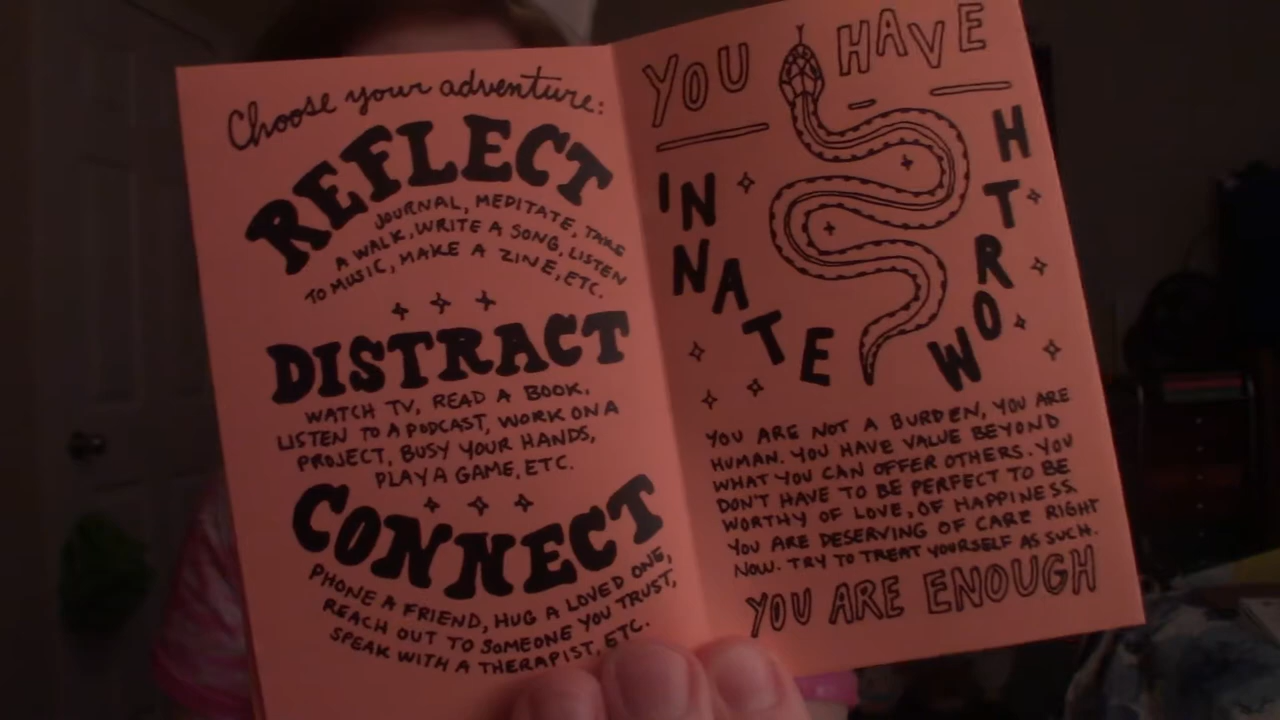 Choose your adventure:
REFLECT
JOURNAL, MEDITATE, TAKE
A WALK, WRITE A SONG, LISTEN
TO MUSIC, MAKE A ZINE, ETC.
DISTRACT
WATCH TV, READ A BOOK,
LISTEN TO A PODCAST, WORK ON A
PROJECT, BUSY YOUR HANDS,
PLAY A GAME, ETC.
CONNECT
PHONE A FRIEND, HUG A LOVED ONE,
REACH OUT TO SOMEONE YOU TRUST,
SPEAK WITH A THERAPIST, ETC.
YOU HAVE
INNATE
WORTH
YOU ARE NOT A BURDEN, YOU ARE
HUMAN. YOU HAVE VALUE BEYOND
WHAT YOU CAN OFFER OTHERS. YOU
DON'T HAVE TO BE PERFECT TO BE
WORTHY OF LOVE, OF HAPPINESS.
YOU ARE DESERVING OF CARE RIGHT
NOW. TRY TO TREAT YOURSELF AS SUCH.
YOU ARE ENOUGH